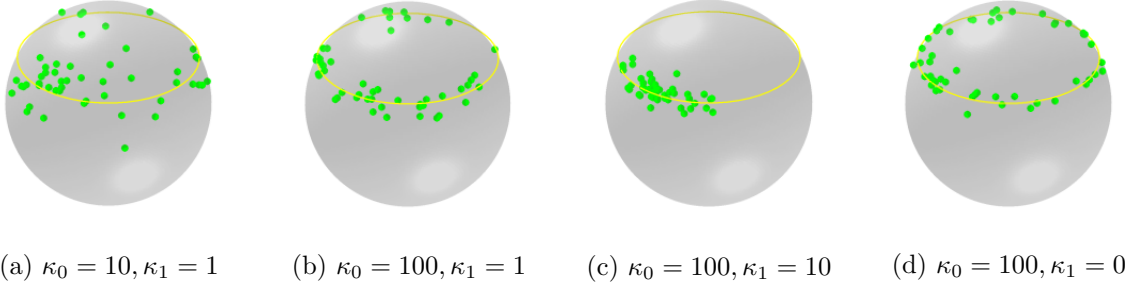 (a) κ₀ = 10, κ₁ = 1
(b) κ₀ = 100, κ₁ = 1
(c) κ₀ = 100, κ₁ = 10
(d) κ₀ = 100, κ₁ = 0